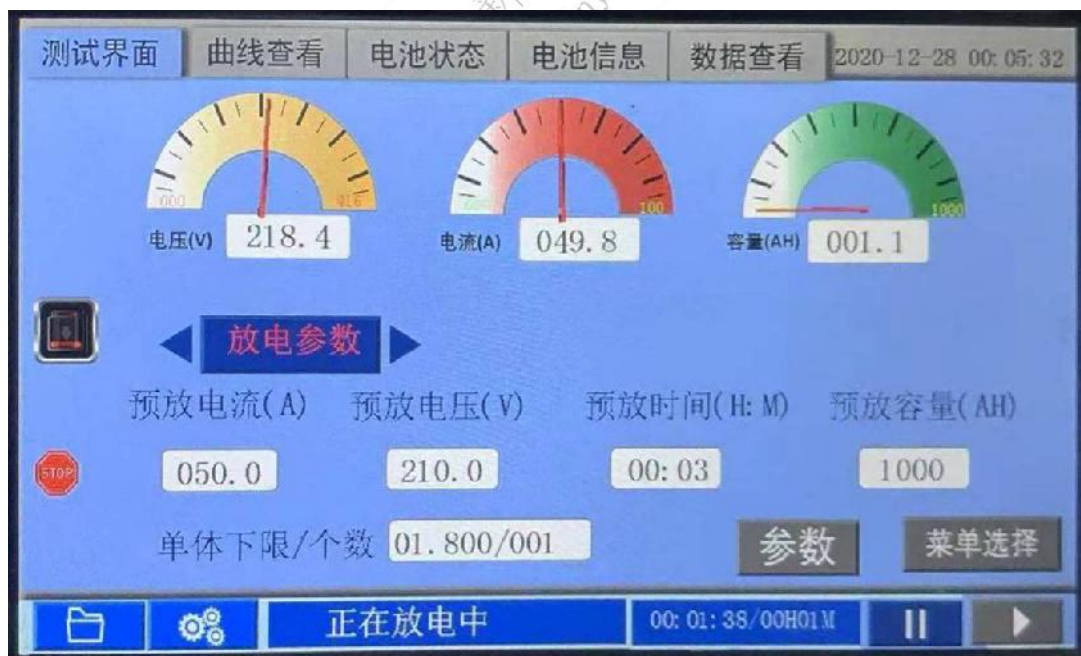 测试界面 曲线查看 电池状态 电池信息 数据查看 2020-12-28 00:05:32
000 416 100 1000
电压(V) 218.4 电流(A) 049.8 容量(AH) 001.1
放电参数
预放电流(A) 预放电压(V) 预放时间(H:M) 预放容量(AH)
STOP 050.0 210.0 00:03 1000
单体下限/个数 01.800/001 参数 菜单选择
正在放电中 00:01:38/00H01M